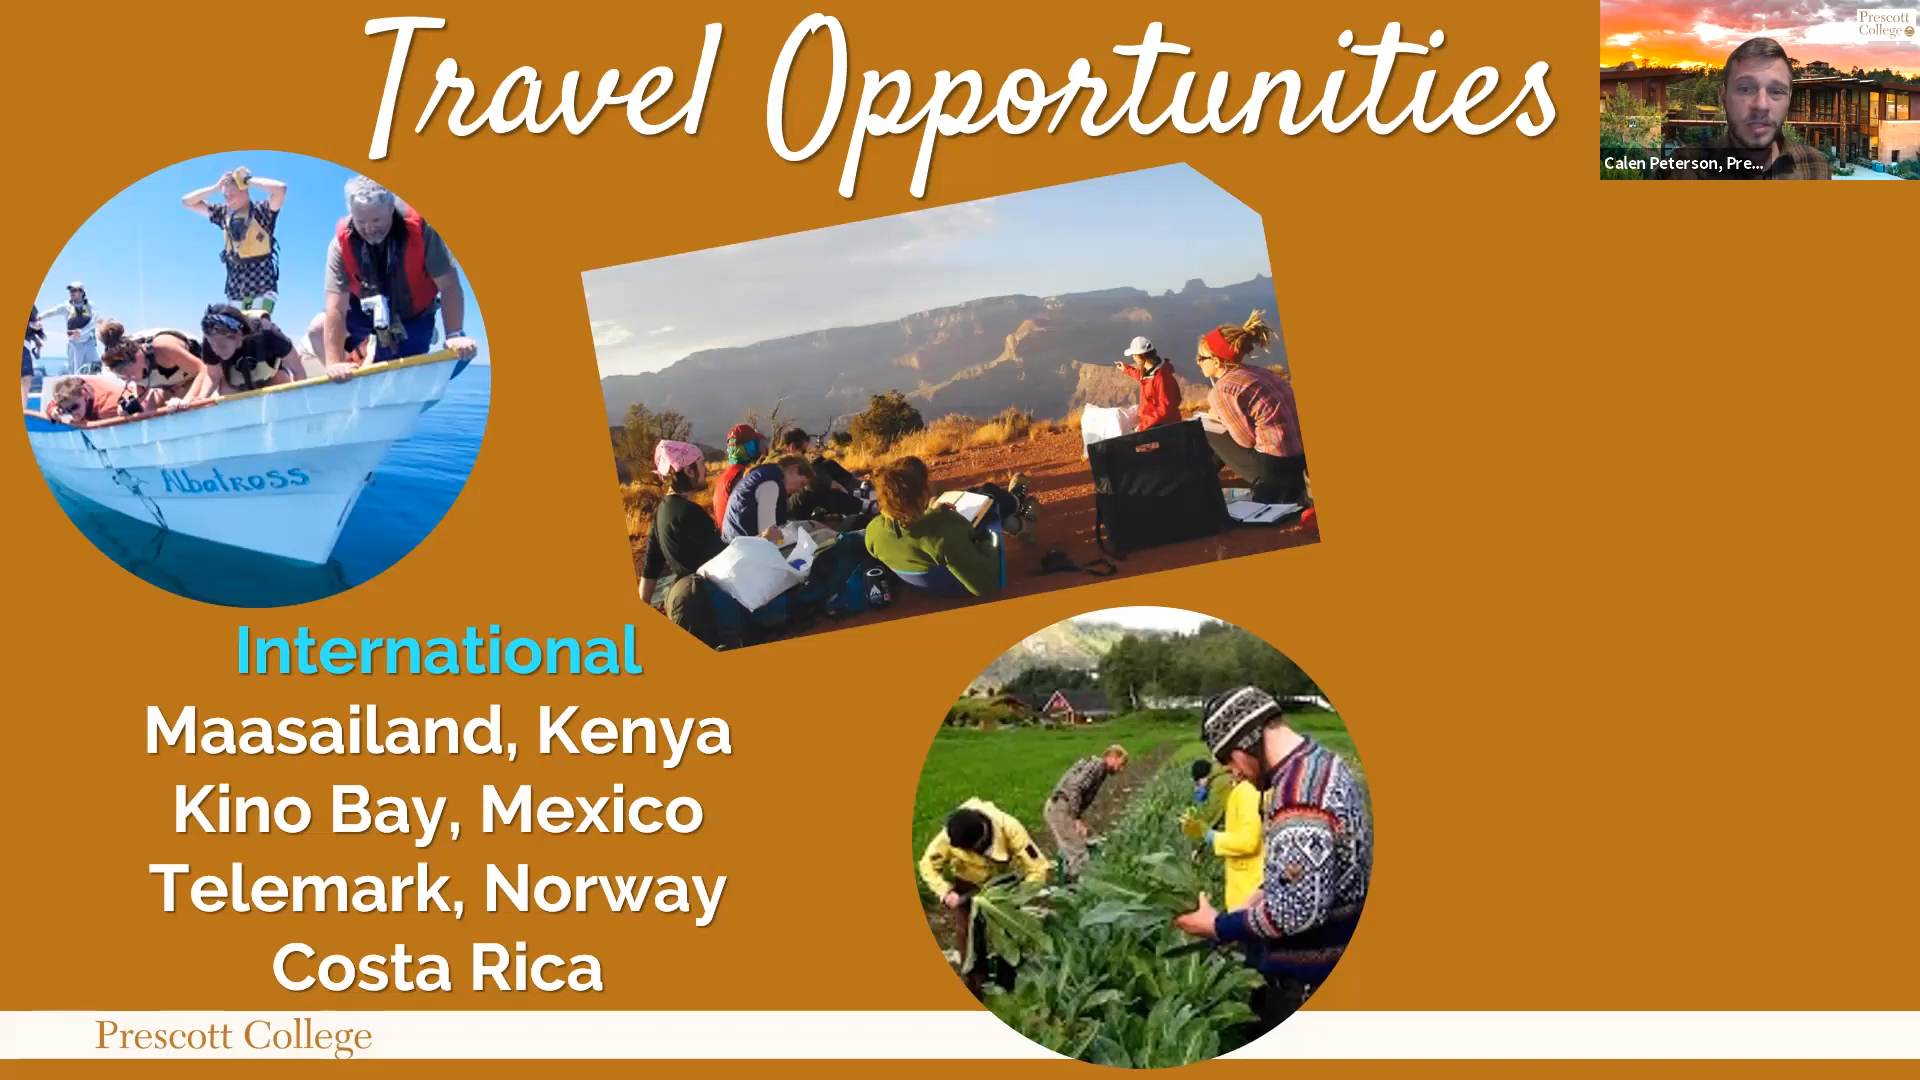 Travel Opportunities
Prescott
College
Calen Peterson, Pre...
Albatross
International
Maasailand, Kenya
Kino Bay, Mexico
Telemark, Norway
Costa Rica
Prescott College